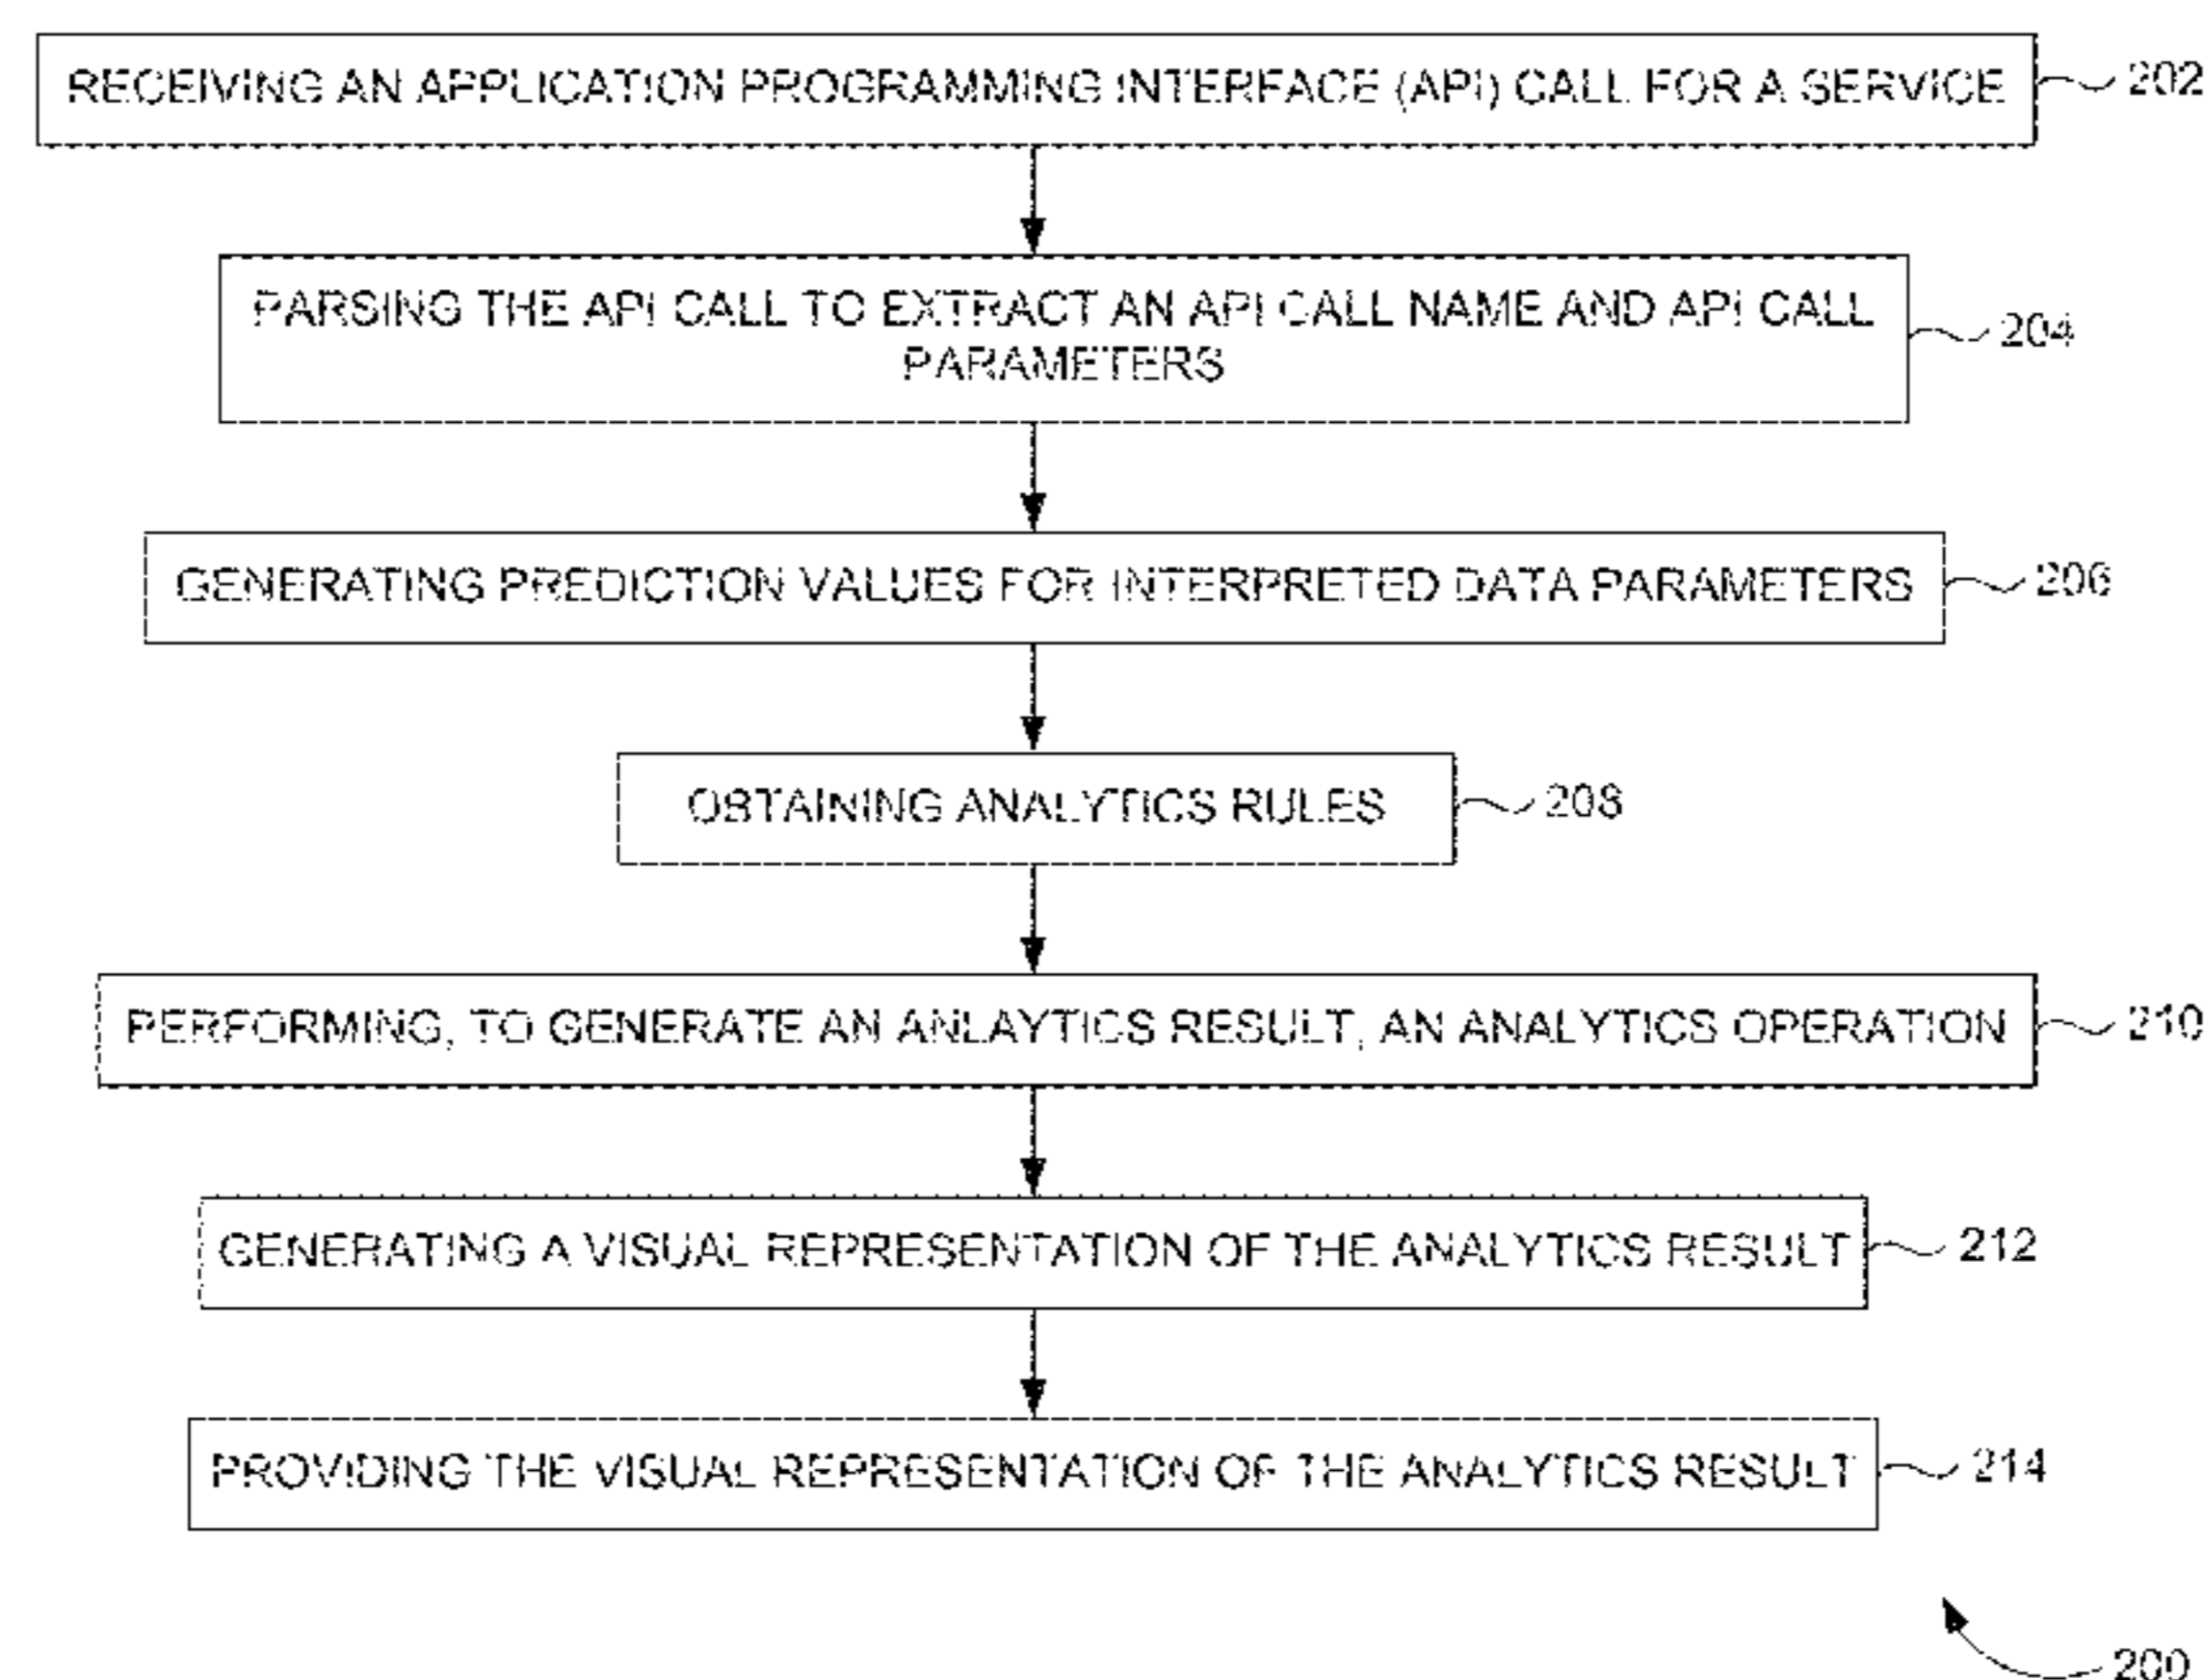 RECEIVING AN APPLICATION PROGRAMMING INTERFACE (API) CALL FOR A SERVICE
202
PARSING THE API CALL TO EXTRACT AN API CALL NAME AND API CALL
PARAMETERS
204
GENERATING PREDICTION VALUES FOR INTERPRETED DATA PARAMETERS
206
OBTAINING ANALYTICS RULES
208
PERFORMING, TO GENERATE AN ANLAYTICS RESULT, AN ANALYTICS OPERATION
210
GENERATING A VISUAL REPRESENTATION OF THE ANALYTICS RESULT
212
PROVIDING THE VISUAL REPRESENTATION OF THE ANALYTICS RESULT
214
200